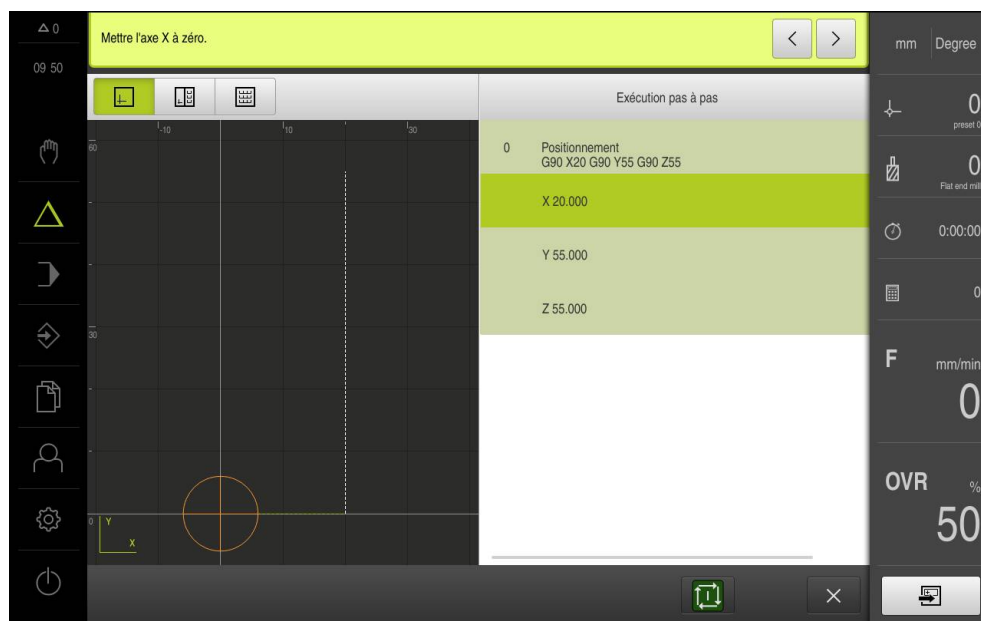 0
09 50
Mettre l'axe X à zéro.
mm Degree
Exécution pas à pas
-10 10 30
60
30
0
Y
X
0 Positionnement
G90 X20 G90 Y55 G90 Z55
X 20.000
Y 55.000
Z 55.000
0
preset 0
0
Flat end mill
0:00:00
0
F mm/min
0
OVR %
50